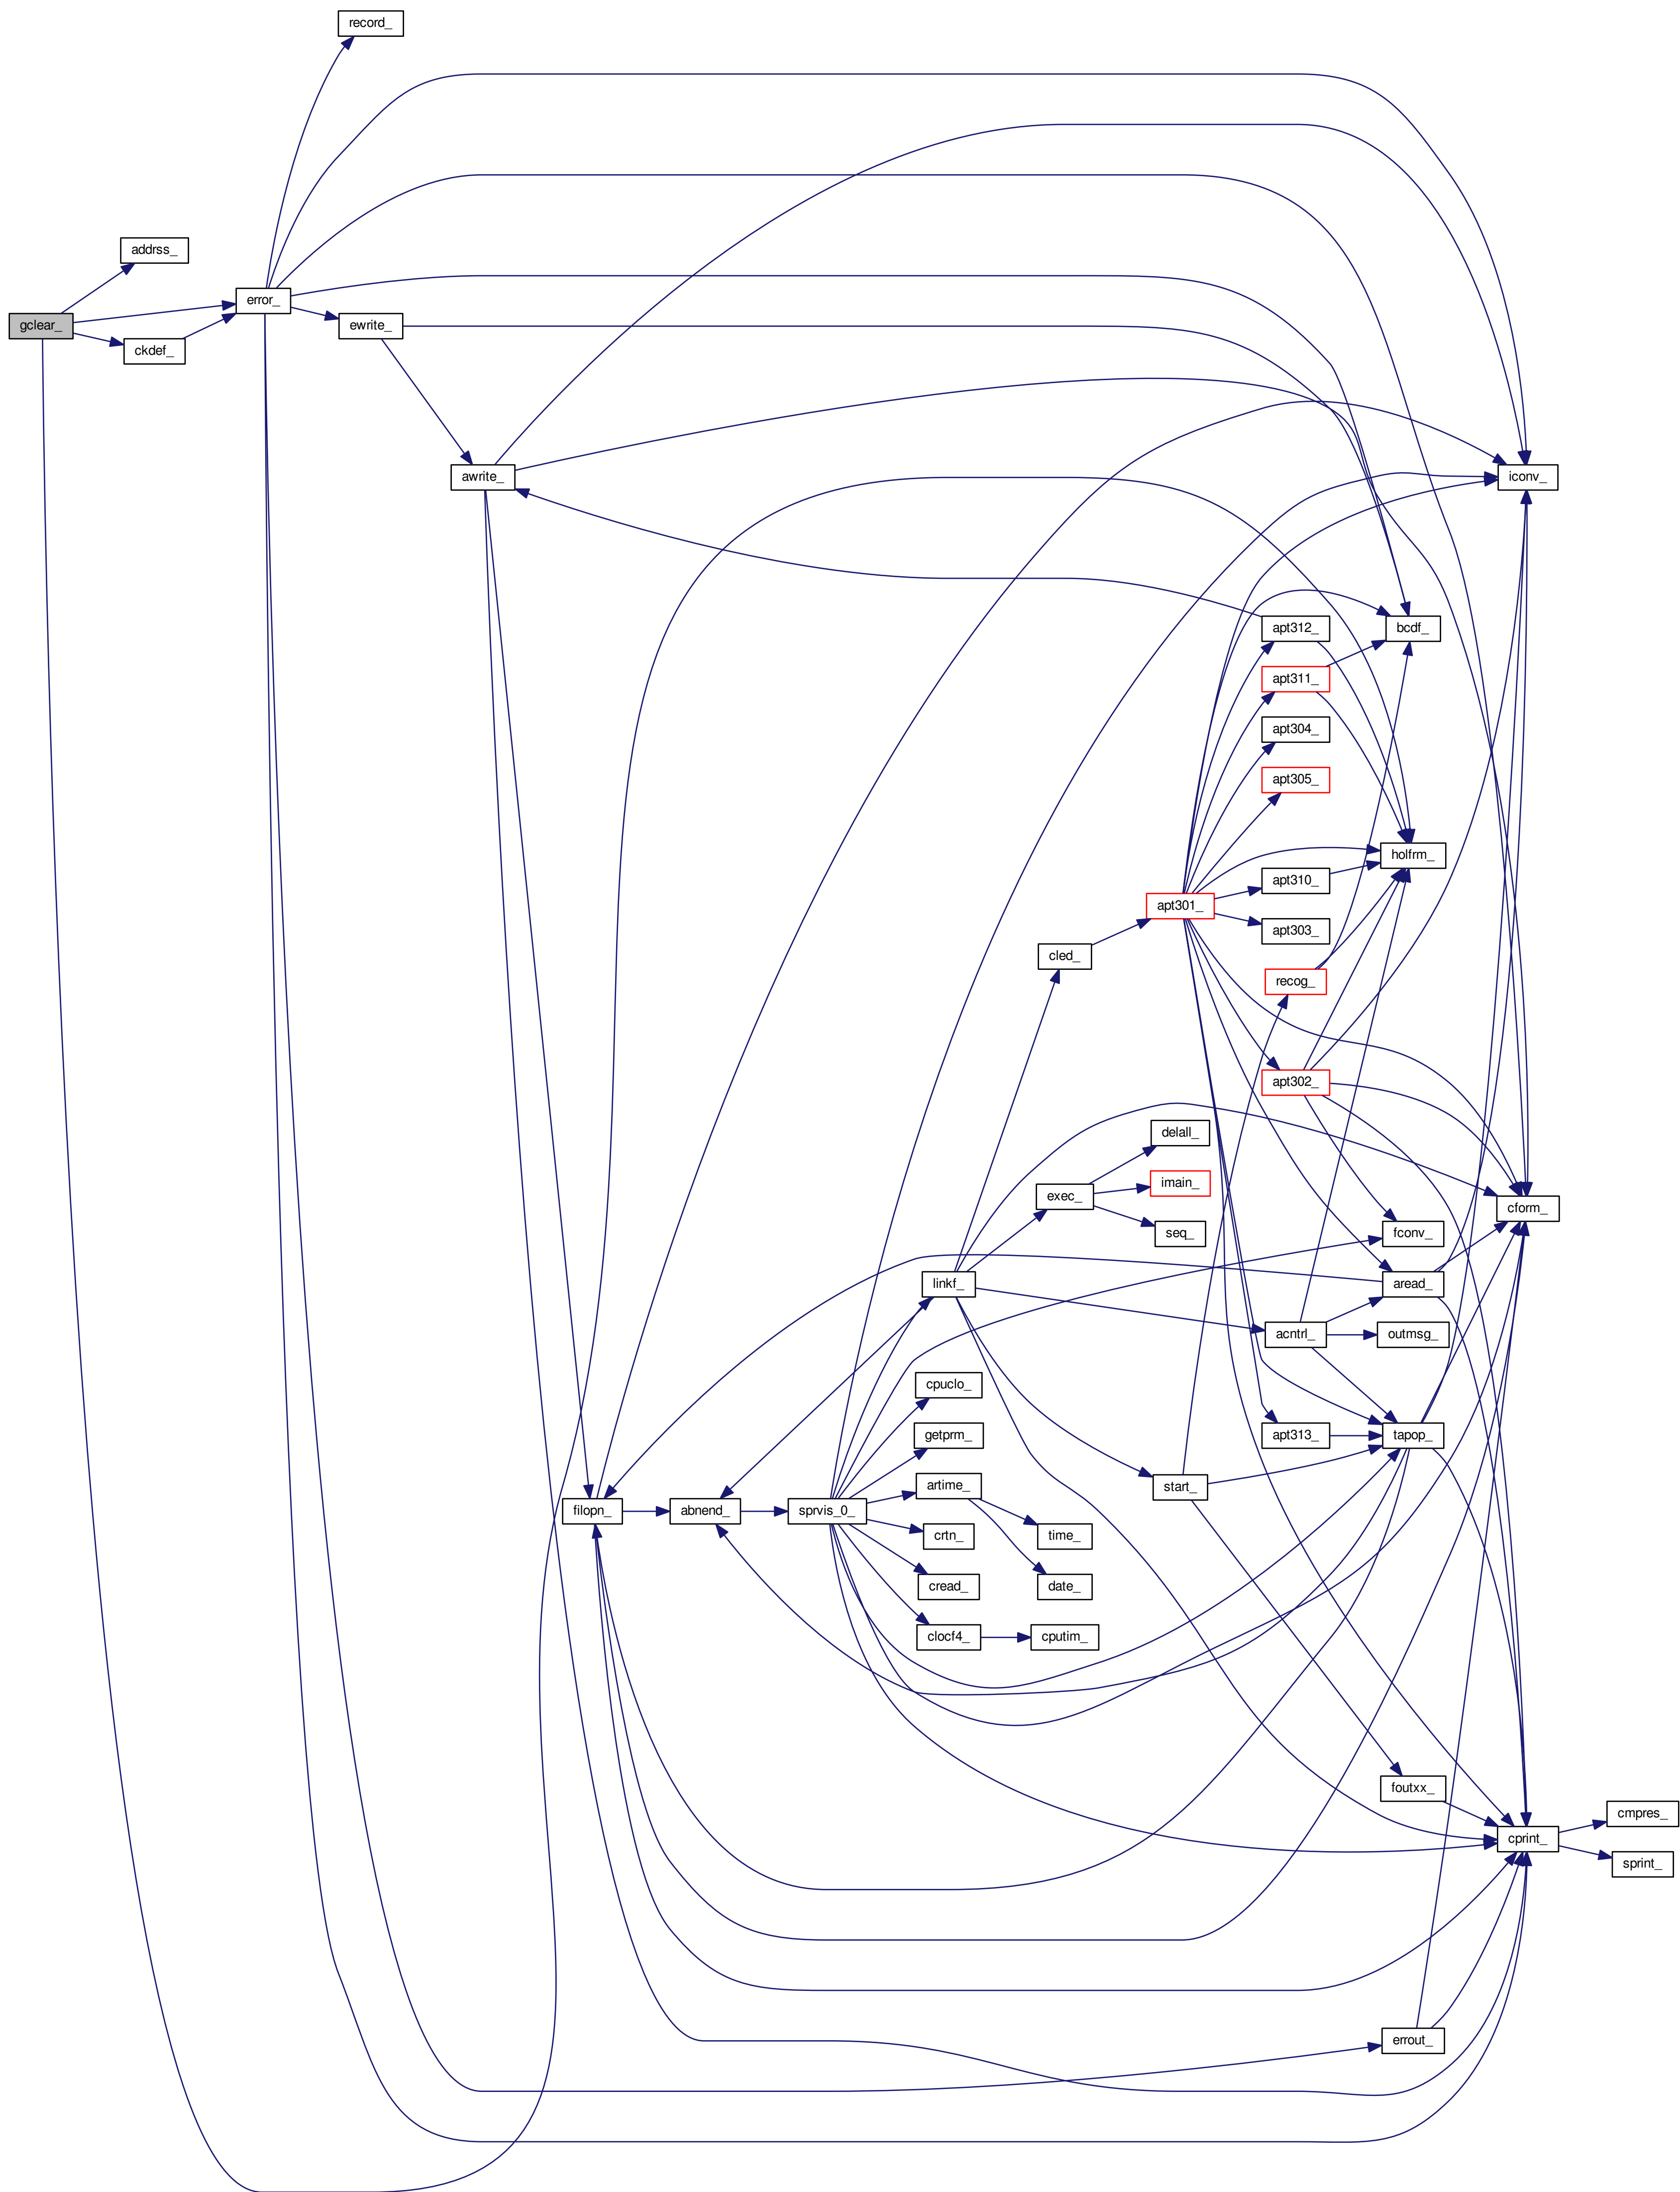 record_
addrss_
error_
gclear_
ewrite_
ckdef_
awrite_
iconv_
apt312_
bcdf_
apt311_
apt304_
apt305_
holfrm_
apt310_
apt301_
apt303_
cled_
recog_
apt302_
delall_
imain_
exec_
cform_
seq_
fconv_
linkf_
aread_
acntrl_
outmsg_
cpuclo_
getprm_
apt313_
tapop_
artime_
start_
filopn_
abnend_
sprvis_0_
crtn_
time_
cread_
date_
clocf4_
cputim_
foutxx_
cmpres_
cprint_
sprint_
errout_